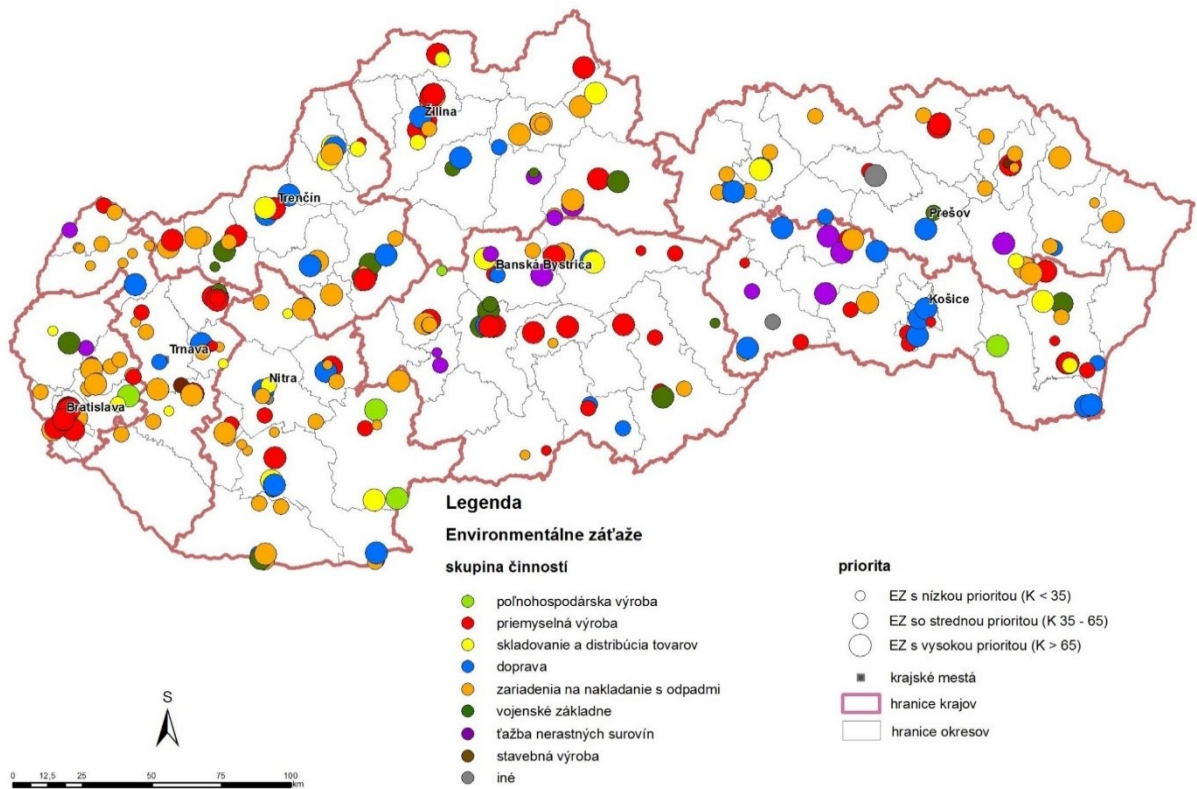 Žilina
Trenčín
Prešov
Banská Bystrica
Košice
Trnava
Nitra
Bratislava
Legenda
Environmentálne záťaže
skupina činností
poľnohospodárska výroba
priemyselná výroba
skladovanie a distribúcia tovarov
doprava
zariadenia na nakladanie s odpadmi
vojenské základne
ťažba nerastných surovín
stavebná výroba
iné
priorita
EZ s nízkou prioritou (K < 35)
EZ so strednou prioritou (K 35 - 65)
EZ s vysokou prioritou (K > 65)
krajské mestá
hranice krajov
hranice okresov
S
0 12,5 25 50 75 100
km